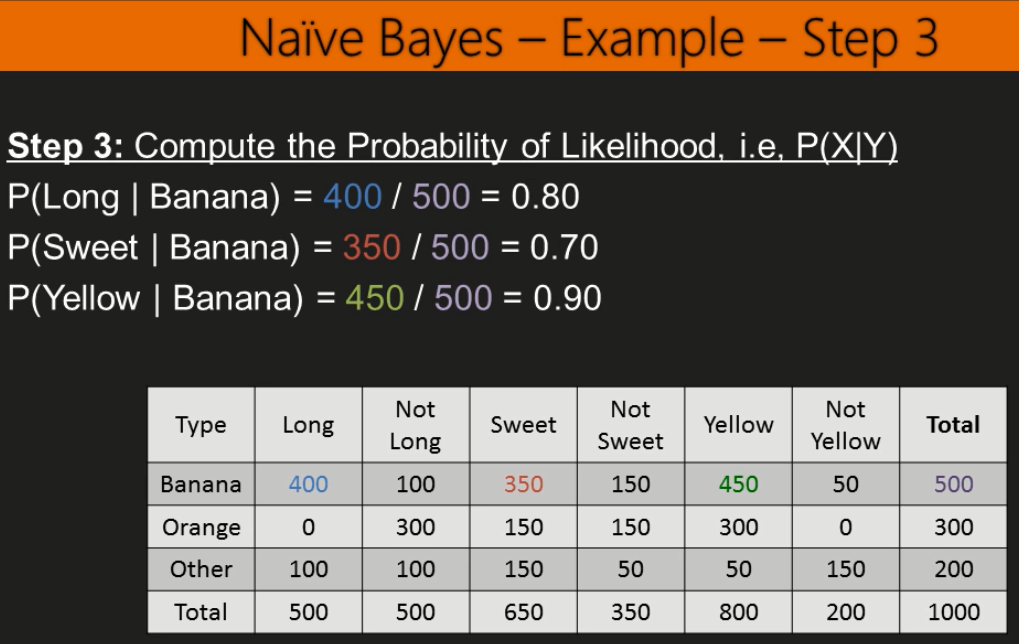 Naïve Bayes – Example – Step 3
Step 3: Compute the Probability of Likelihood, i.e, P(X|Y)
P(Long | Banana) = 400 / 500 = 0.80
P(Sweet | Banana) = 350 / 500 = 0.70
P(Yellow | Banana) = 450 / 500 = 0.90
Type Long Not Long Sweet Not Sweet Yellow Not Yellow Total
Banana 400 100 350 150 450 50 500
Orange 0 300 150 150 300 0 300
Other 100 100 150 50 50 150 200
Total 500 500 650 350 800 200 1000